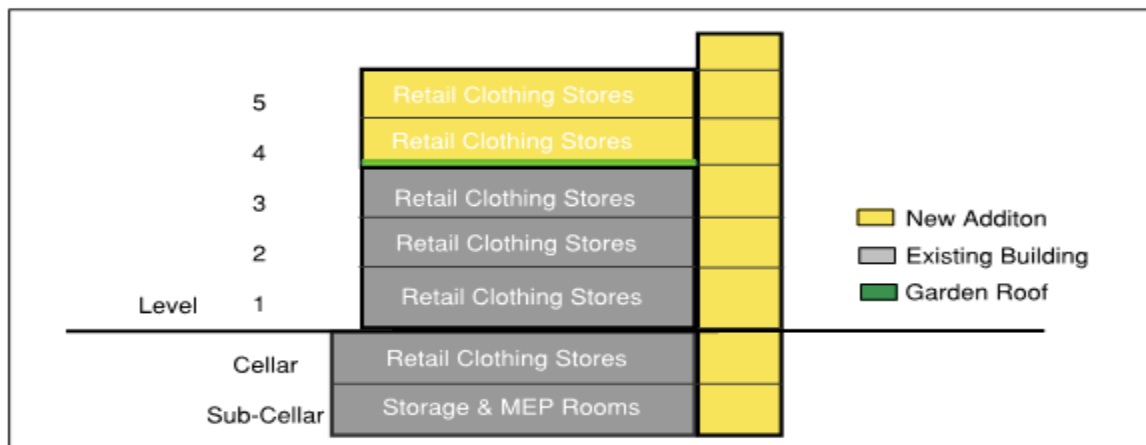 5 Retail Clothing Stores
4 Retail Clothing Stores
3 Retail Clothing Stores
2 Retail Clothing Stores
Level 1 Retail Clothing Stores
Cellar Retail Clothing Stores
Sub-Cellar Storage & MEP Rooms
New Additon
Existing Building
Garden Roof